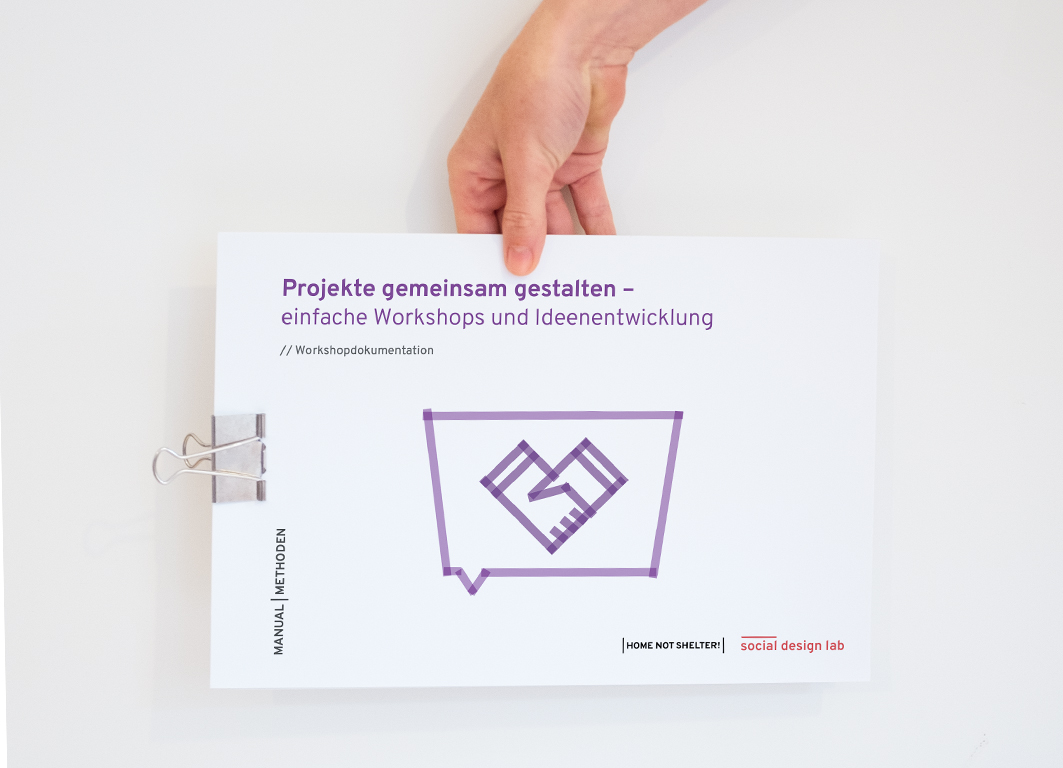 Projekte gemeinsam gestalten –
einfache Workshops und Ideenentwicklung
// Workshopdokumentation
MANUAL | METHODEN
|HOME NOT SHELTER!|
social design lab